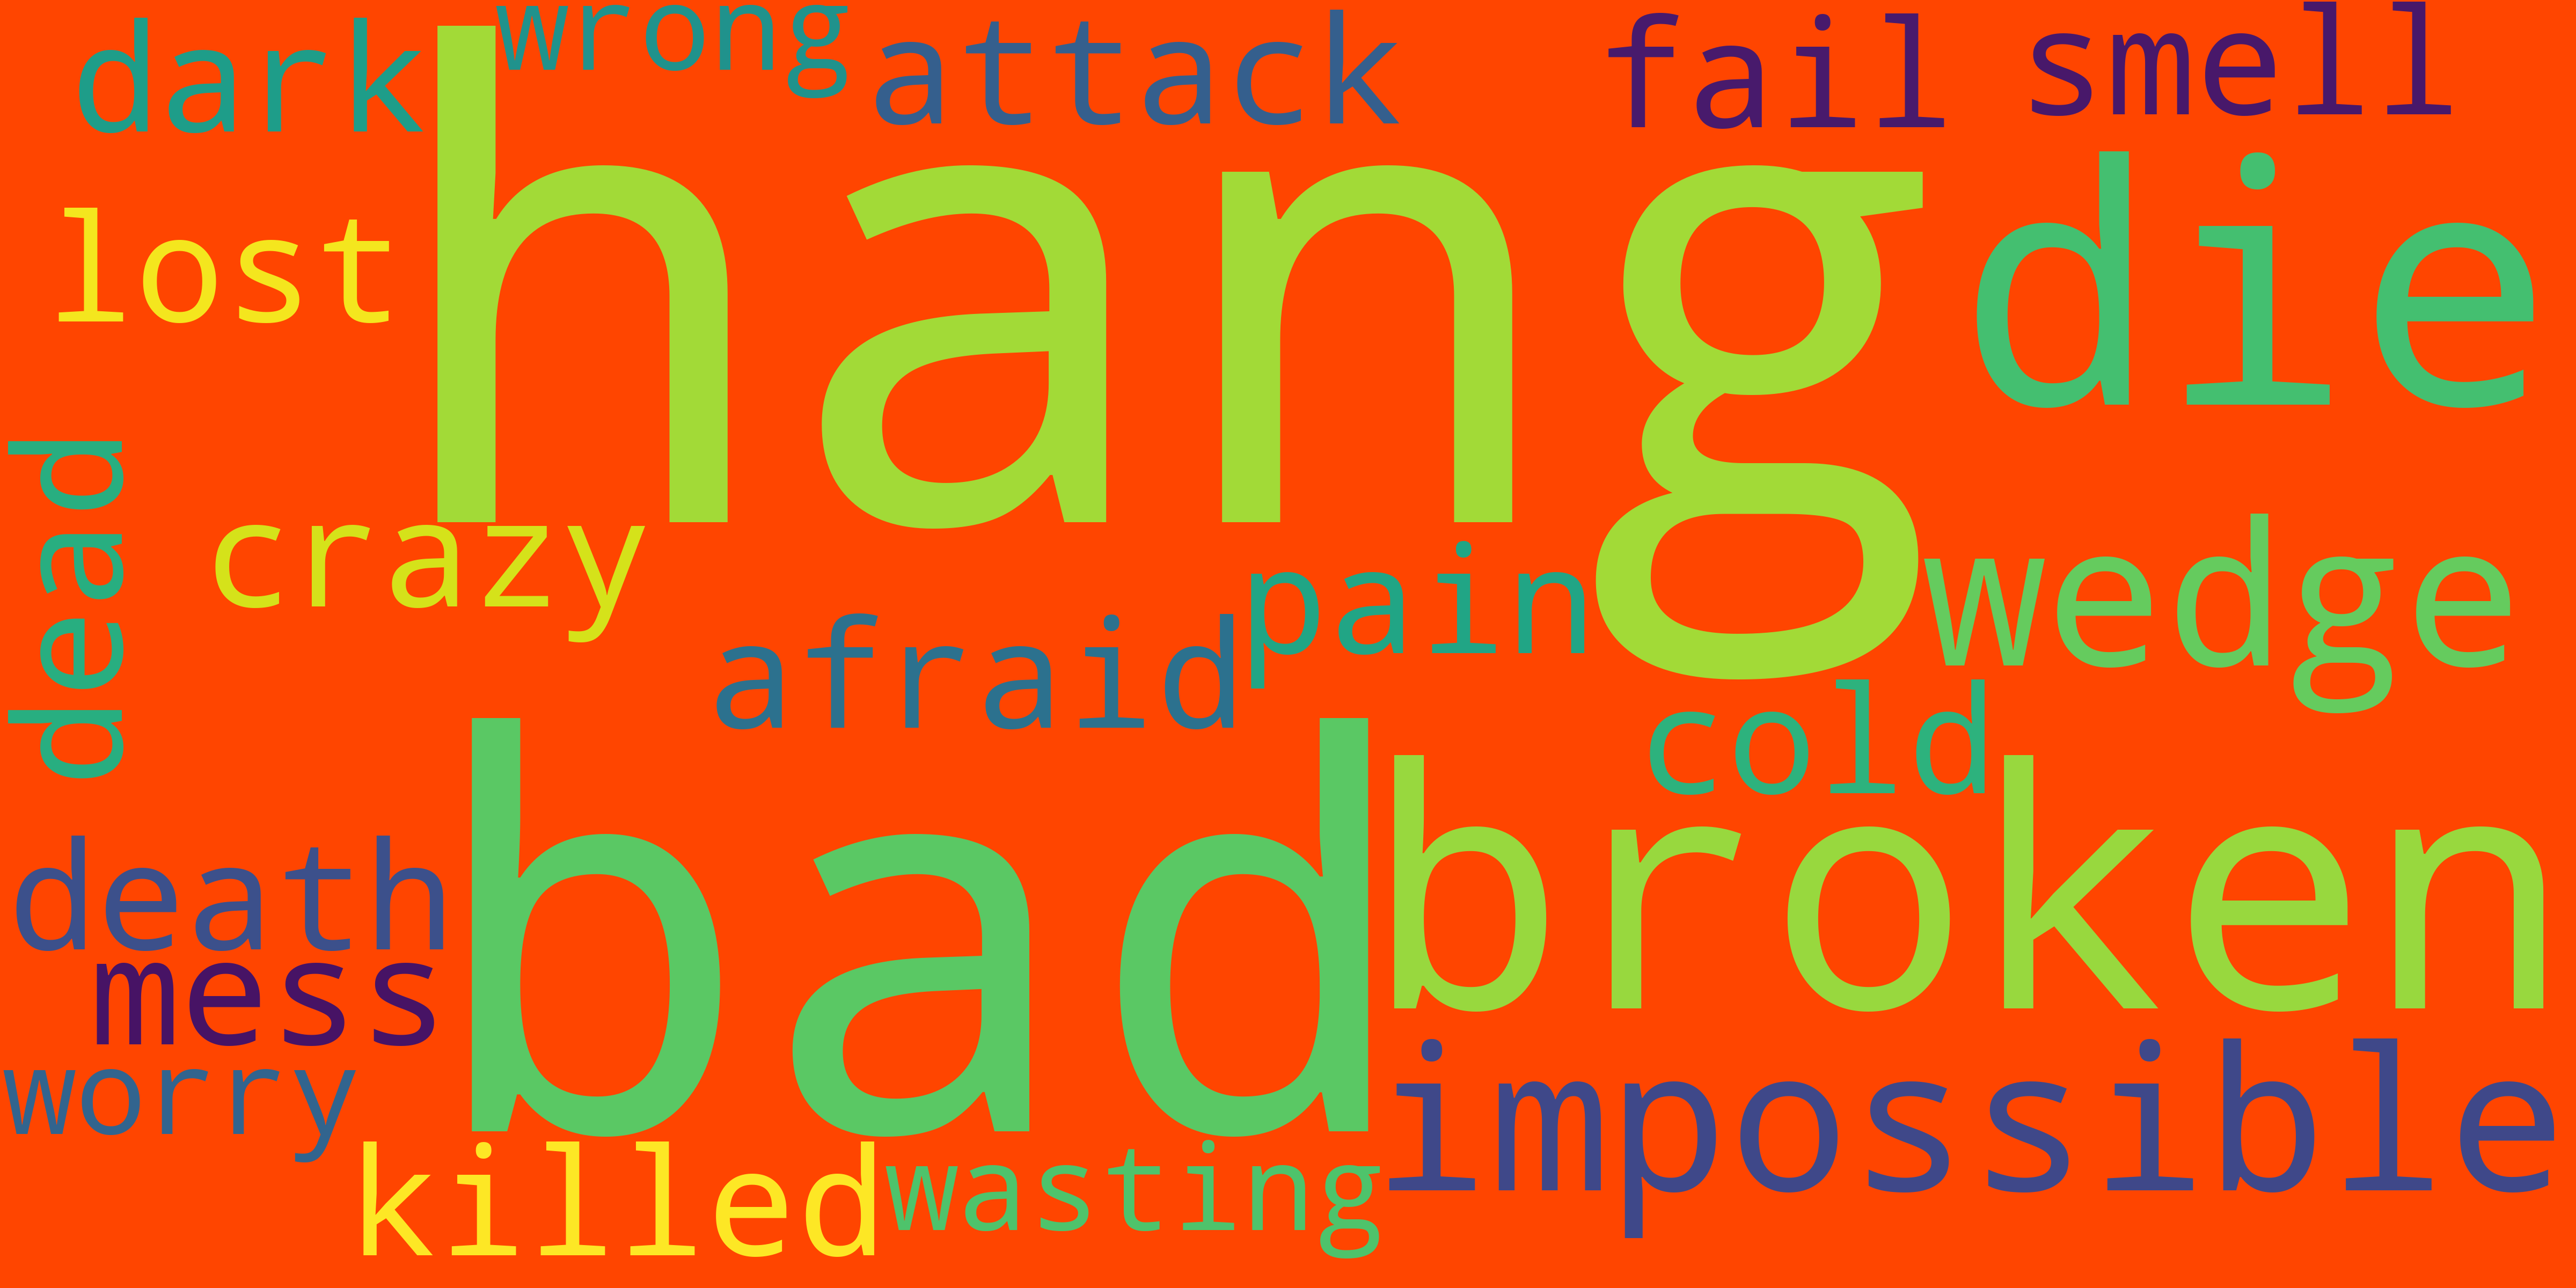 dark
wrong
attack
fail
smell
hang
die
lost
dead
crazy
pain
wedge
afraid
cold
bad
broken
death
mess
worry
impossible
killed
wasting